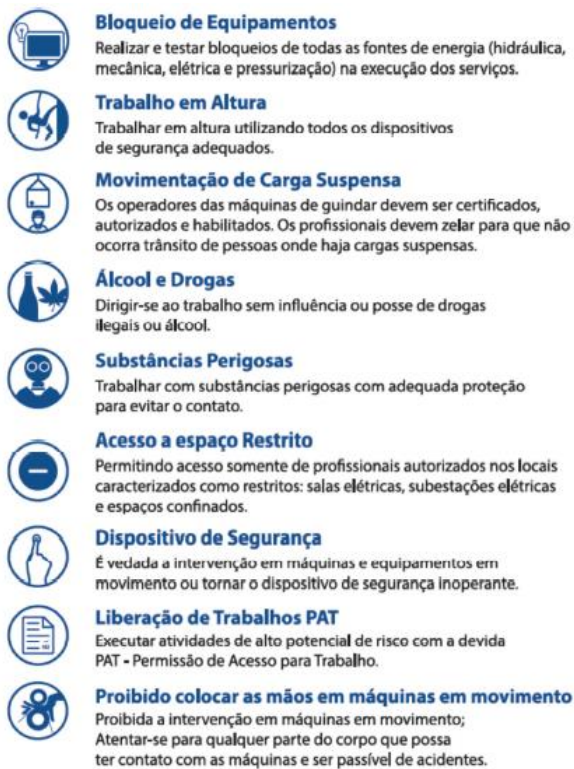 Bloqueio de Equipamentos
Realizar e testar bloqueios de todas as fontes de energia (hidráulica,
mecânica, elétrica e pressurização) na execução dos serviços.
Trabalho em Altura
Trabalhar em altura utilizando todos os dispositivos
de segurança adequados.
Movimentação de Carga Suspensa
Os operadores das máquinas de guindar devem ser certificados,
autorizados e habilitados. Os profissionais devem zelar para que não
ocorra trânsito de pessoas onde haja cargas suspensas.
Álcool e Drogas
Dirigir-se ao trabalho sem influência ou posse de drogas
ilegais ou álcool.
Substâncias Perigosas
Trabalhar com substâncias perigosas com adequada proteção
para evitar o contato.
Acesso a espaço Restrito
Permitindo acesso somente de profissionais autorizados nos locais
caracterizados como restritos: salas elétricas, subestações elétricas
e espaços confinados.
Dispositivo de Segurança
É vedada a intervenção em máquinas e equipamentos em
movimento ou tornar o dispositivo de segurança inoperante.
Liberação de Trabalhos PAT
Executar atividades de alto potencial de risco com a devida
PAT - Permissão de Acesso para Trabalho.
Proibido colocar as mãos em máquinas em movimento
Proibida a intervenção em máquinas em movimento;
Atentar-se para qualquer parte do corpo que possa
ter contato com as máquinas e ser passível de acidentes.